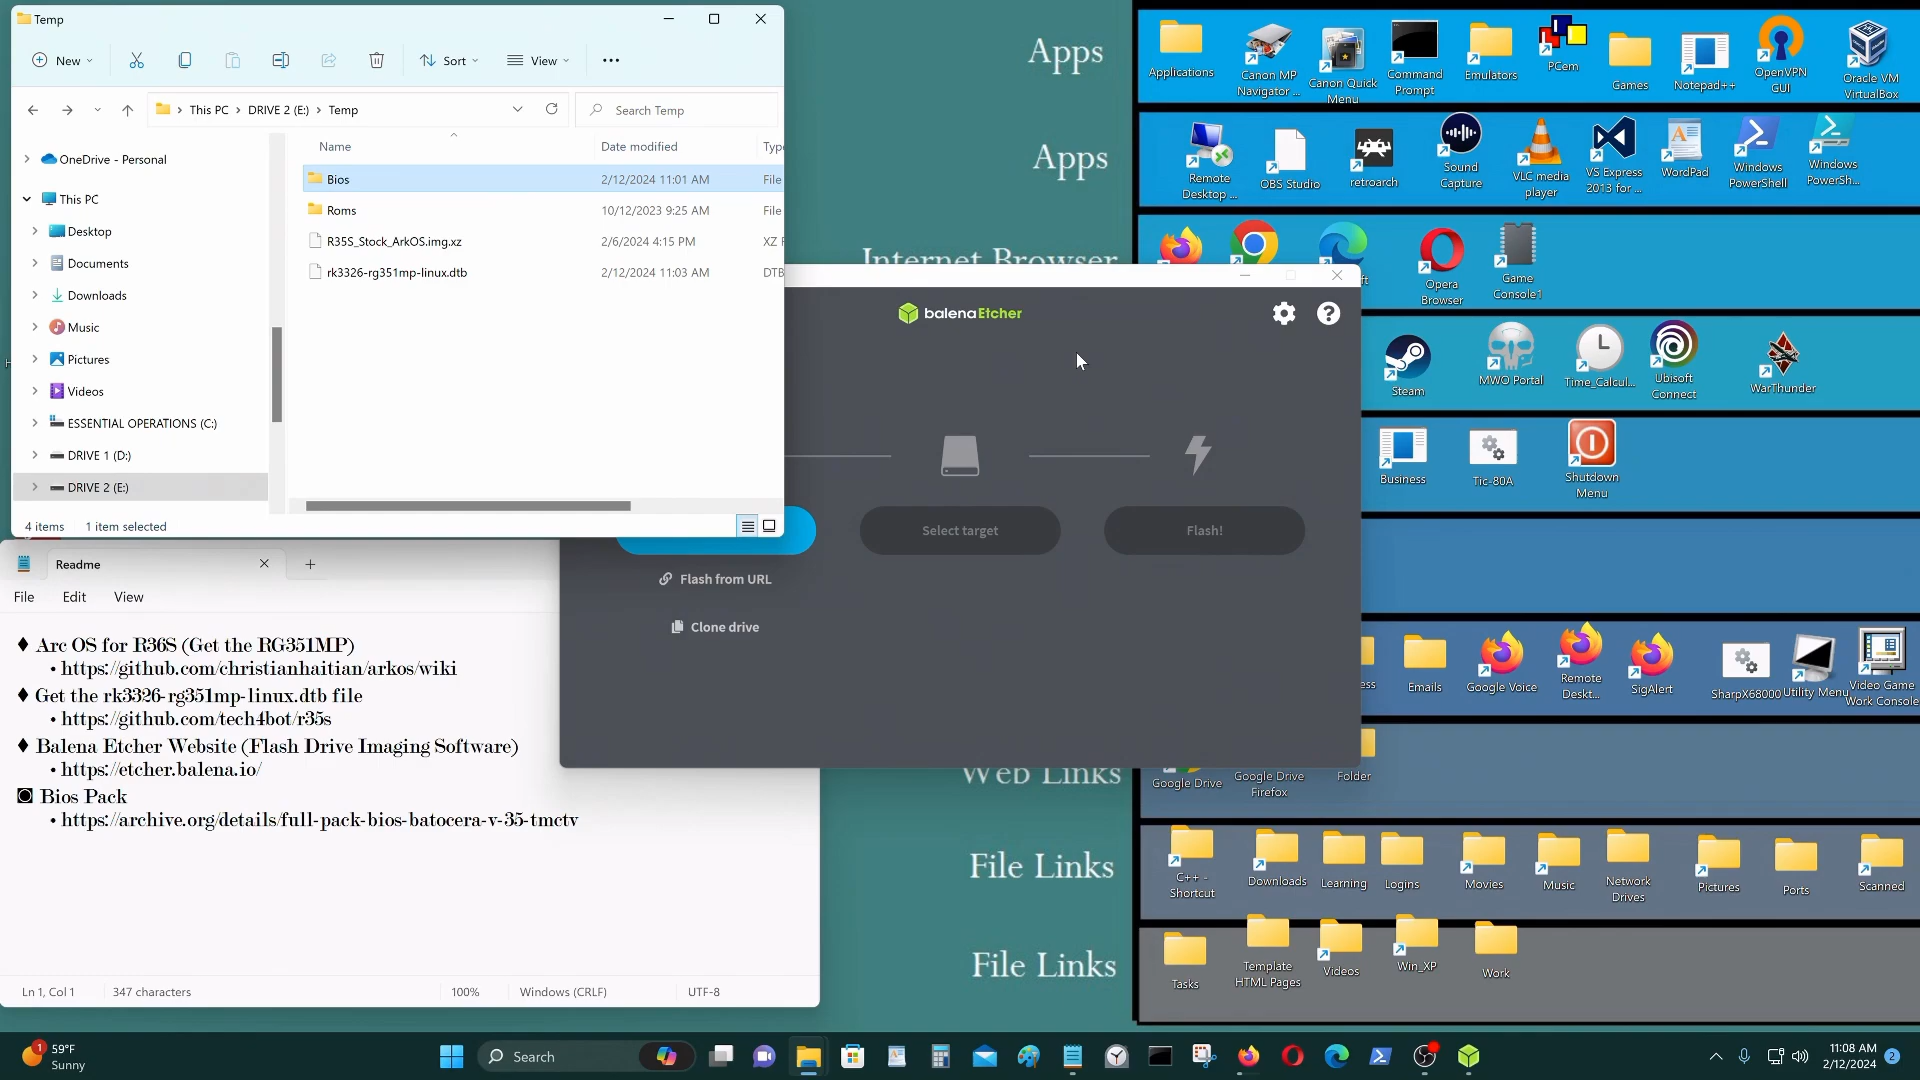 Temp
New
Sort
View
This PC
DRIVE 2 (E:)
Temp
Search Temp
Name
Date modified
OneDrive - Personal
This PC
Desktop
Documents
Downloads
Music
Pictures
Videos
ESSENTIAL OPERATIONS (C:)
DRIVE 1 (D:)
DRIVE 2 (E:)
Bios
2/12/2024 11:01 AM
File
Roms
10/12/2023 9:25 AM
File
R35S_Stock_ArkOS.img.xz
2/6/2024 4:15 PM
rk3326-rg351mp-linux.dtb
2/12/2024 11:03 AM
DTB
4 items
1 item selected
balenaEtcher
Select target
Flash!
Flash from URL
Clone drive
Readme
File
Edit
View
♦ Arc OS for R36S (Get the RG351MP)
• https://github.com/christianhaitian/arkos/wiki
♦ Get the rk3326-rg351mp-linux.dtb file
• https://github.com/tech4bot/r35s
♦ Balena Etcher Website (Flash Drive Imaging Software)
• https://etcher.balena.io/
◙ Bios Pack
• https://archive.org/details/full-pack-bios-batocera-v-35-tmctv
Ln 1, Col 1
347 characters
100%
Windows (CRLF)
UTF-8
Apps
Applications
Canon MP
Navigator ...
Canon Quick
Menu
Command
Prompt
Emulators
PCem
Games
Notepad++
OpenVPN
GUI
Oracle VM
VirtualBox
Apps
Remote
Desktop ...
OBS Studio
retroarch
Sound
Capture
VLC media
player
VS Express
2013 for ...
WordPad
Windows
PowerShell
Windows
PowerSh...
Internet Browser
Opera
Browser
Game
Console1
Steam
MWO Portal
Time_Calcul...
Ubisoft
Connect
WarThunder
Business
Tic-80A
Shutdown
Menu
Emails
Google Voice
Remote
Deskt...
SigAlert
SharpX68000
Utility Menu
Video Game
Work Console
Web Links
Google Drive
Google Drive
Firefox
Folder
File Links
C++ -
Shortcut
Downloads
Learning
Logins
Movies
Music
Network
Drives
Pictures
Ports
Scanned
File Links
Tasks
Template
HTML Pages
Videos
Win_XP
Work
1
59°F
Sunny
Search
11:08 AM
2/12/2024
2